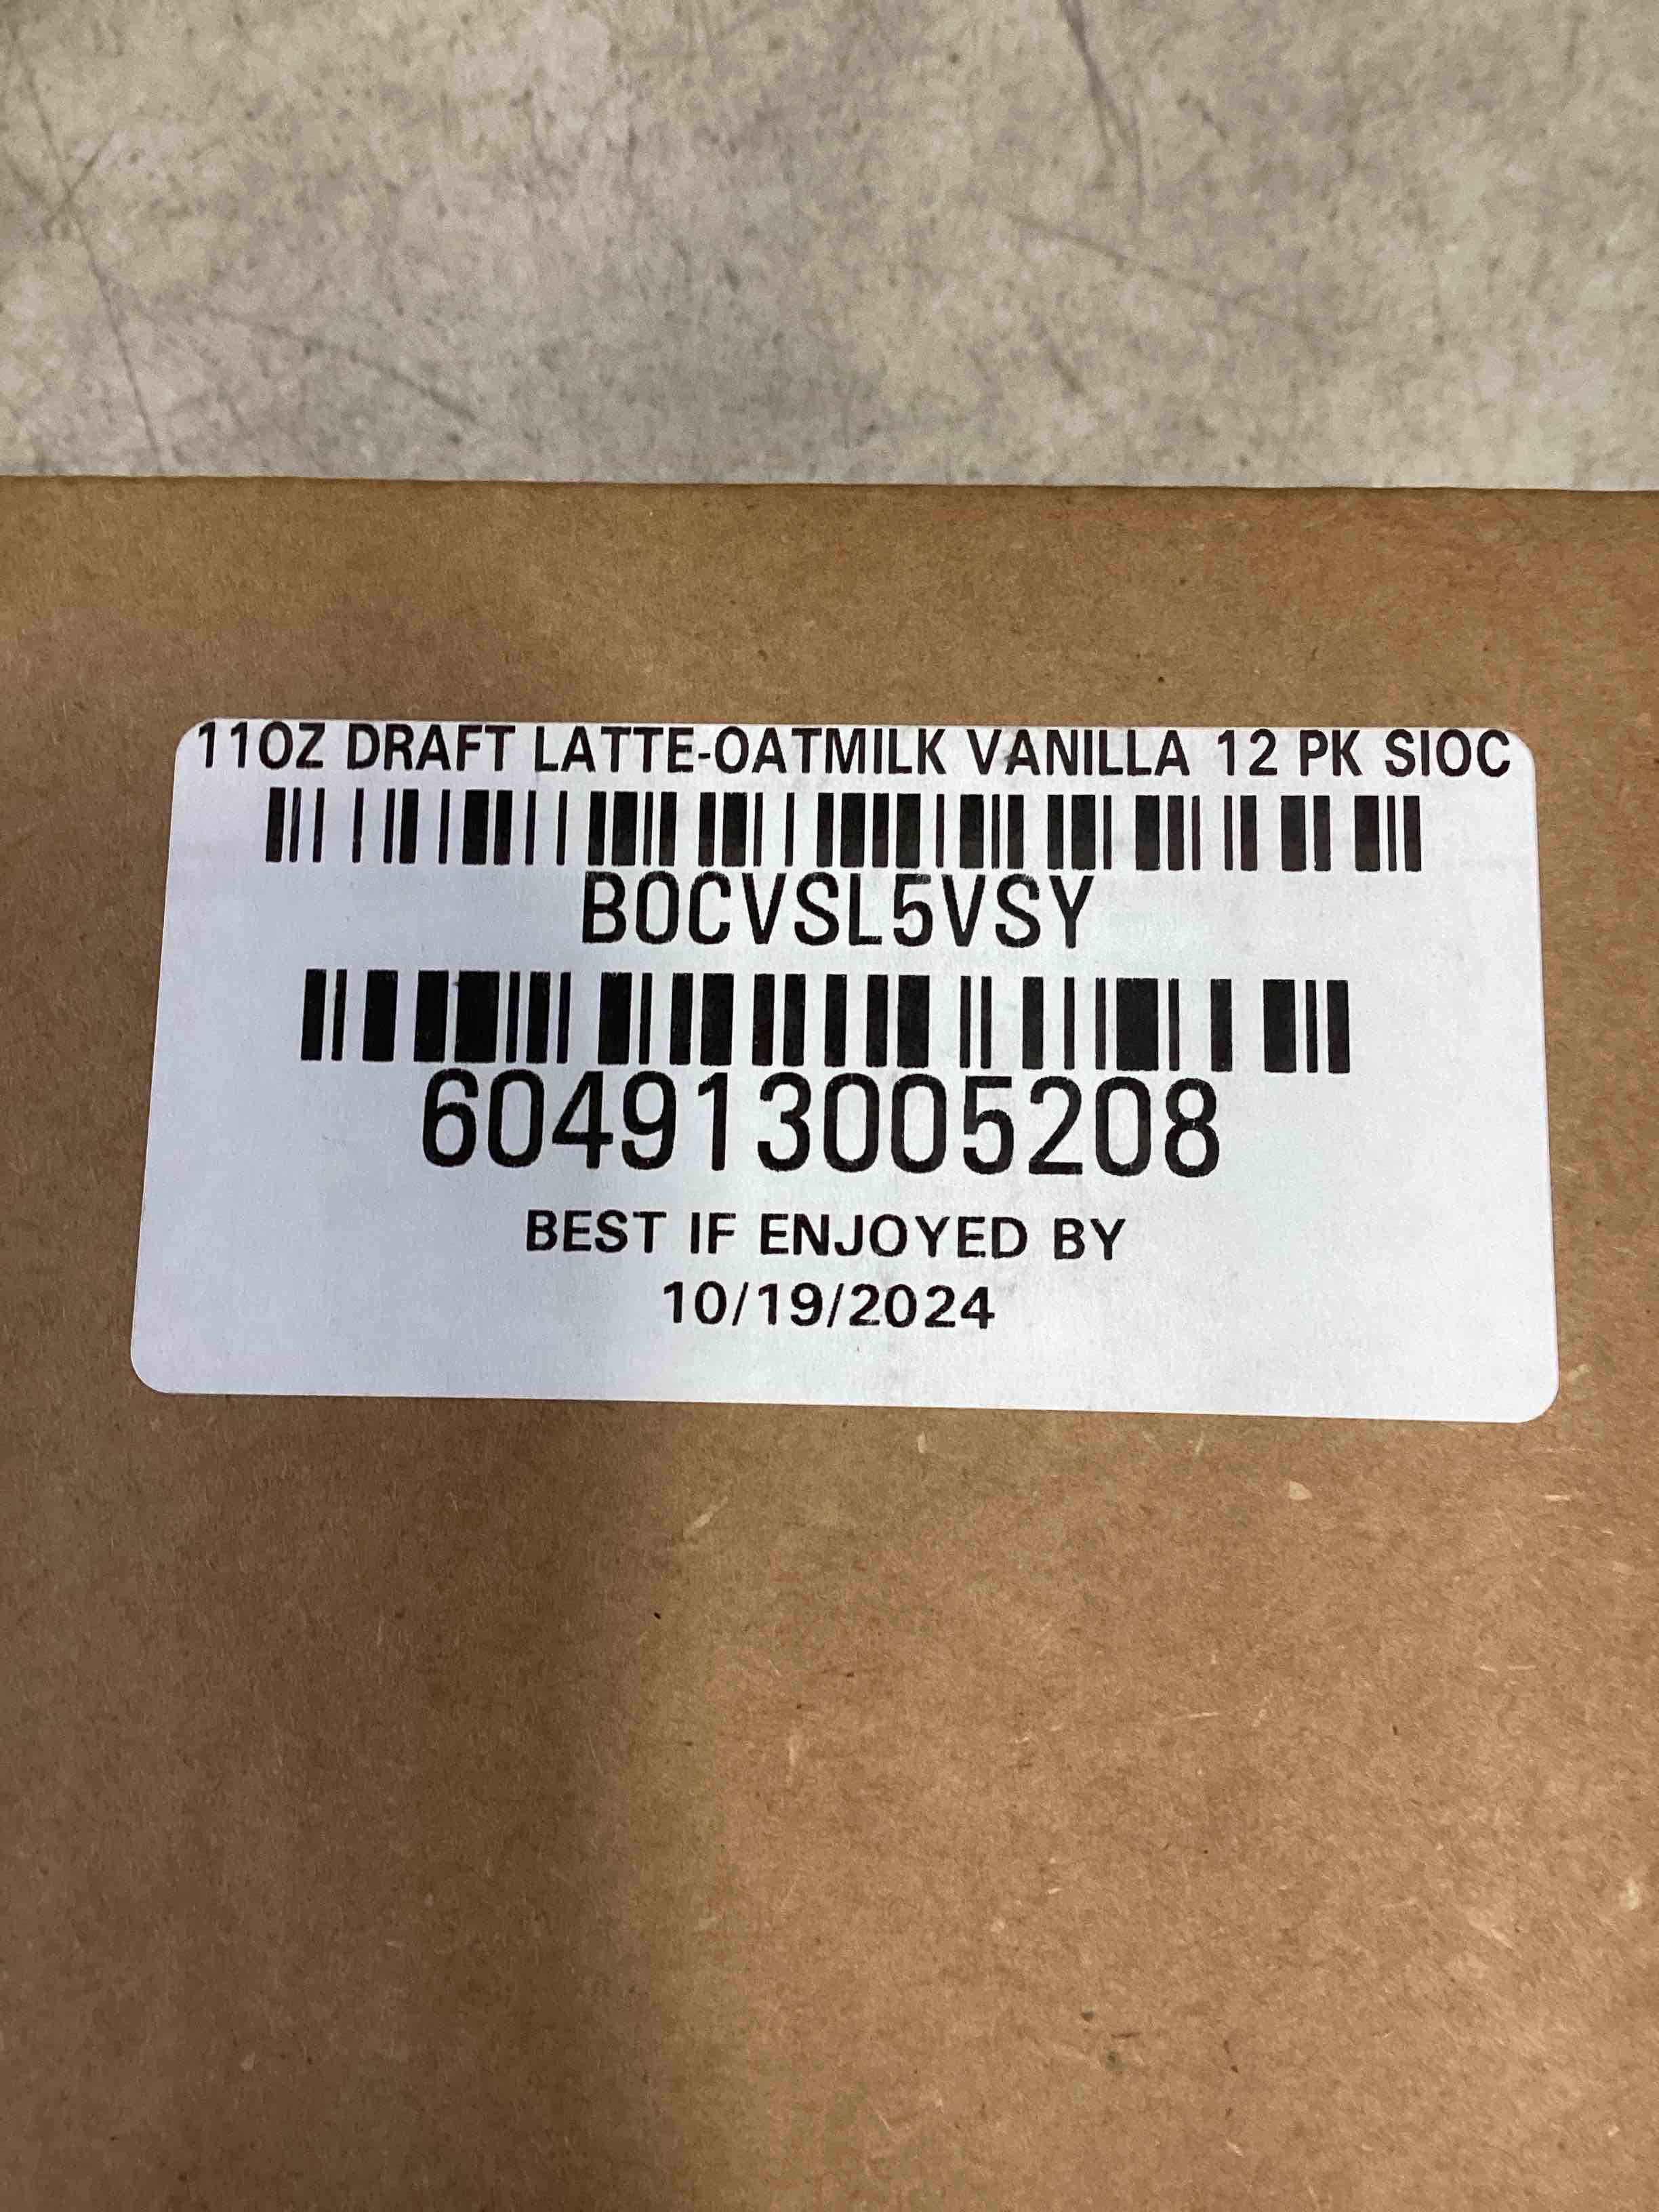 11OZ DRAFT LATTE-OATMILK VANILLA 12 PK SIOC
B0CVSL5VSY
604913005208
BEST IF ENJOYED BY
10/19/2024